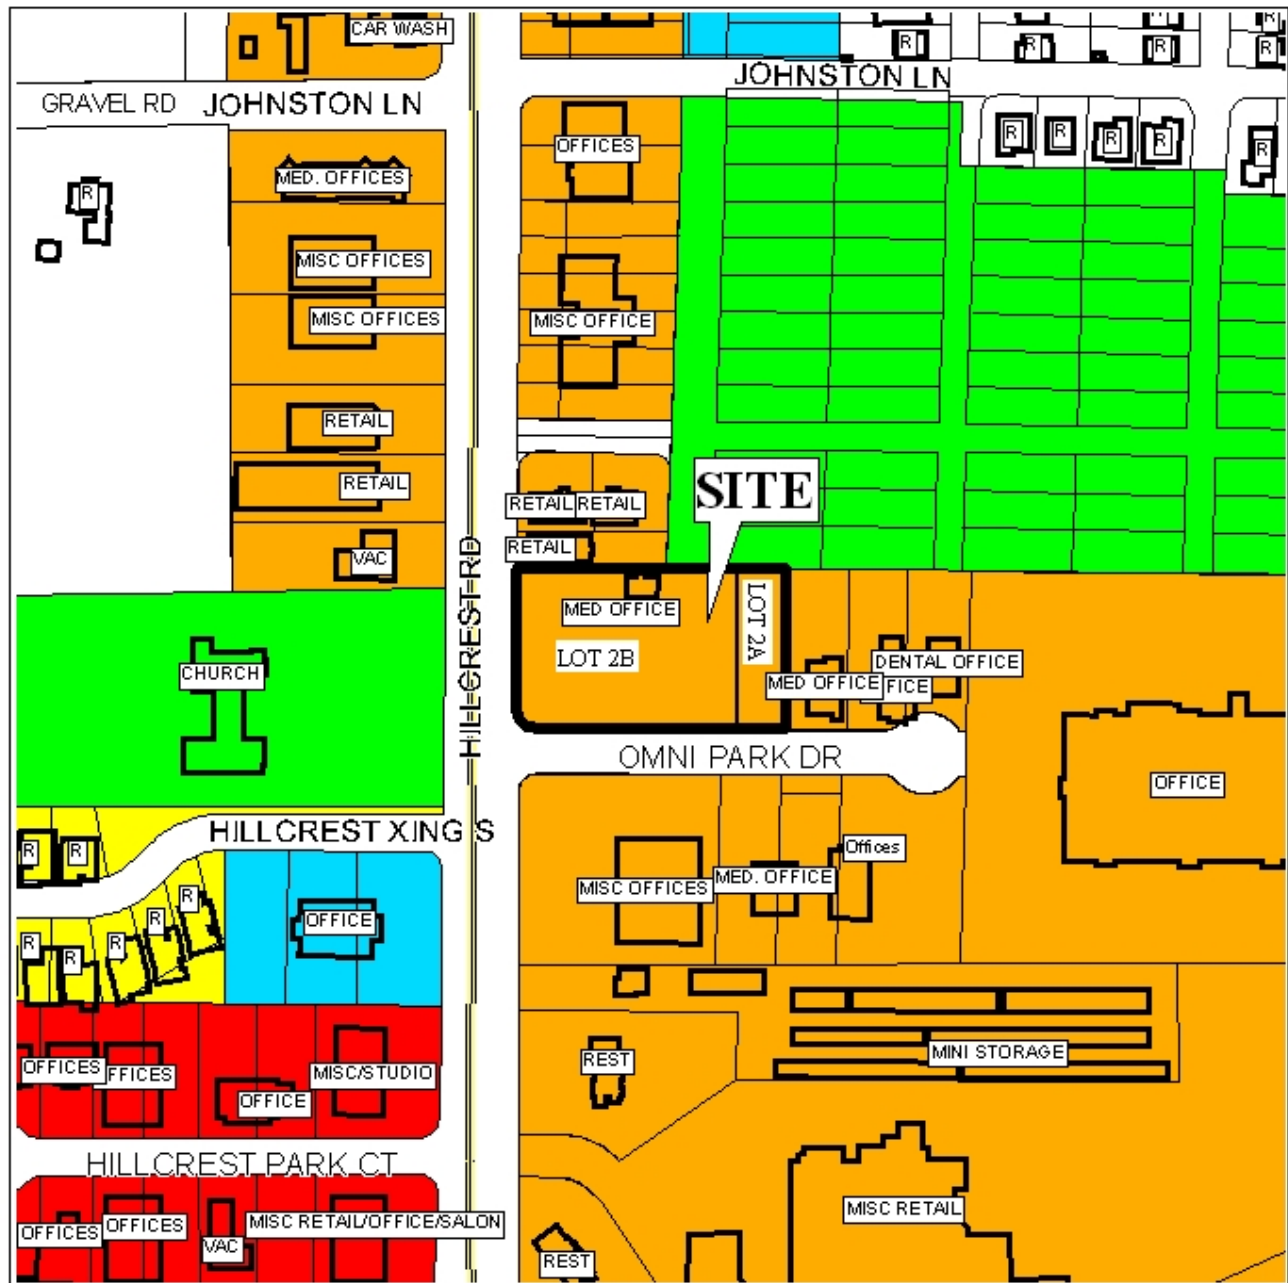 CAR WASH
R
R
R
R
JOHNSTON LN
GRAVEL RD
JOHNSTON LN
OFFICES
R
R
R
R
R
MED. OFFICES
R
MISC OFFICES
MISC OFFICES
MISC OFFICE
RETAIL
RETAIL
SITE
RETAIL
RETAIL
RETAIL
VAC
HILLCREST RD
MED OFFICE
LOT 2B
LOT 2A
CHURCH
DENTAL OFFICE
MED OFFICE
FICE
OMNI PARK DR
OFFICE
HILLCREST XING S
R
R
Offices
MISC OFFICES
MED. OFFICE
R
R
OFFICE
R
R
R
REST
MINI STORAGE
OFFICES
FFICES
MISC/STUDIO
OFFICE
HILLCREST PARK CT
MISC RETAIL
OFFICES
OFFICES
VAC
MISC RETAIL/OFFICE/SALON
REST